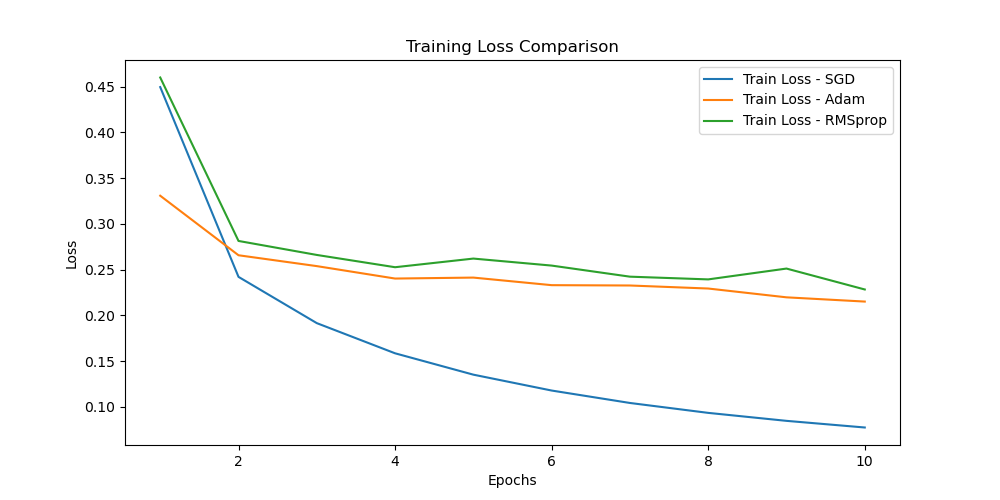 Training Loss Comparison
Train Loss - SGD
Train Loss - Adam
Train Loss - RMSprop
0.45
0.40
0.35
0.30
0.25
0.20
0.15
0.10
Loss
2 4 6 8 10
Epochs